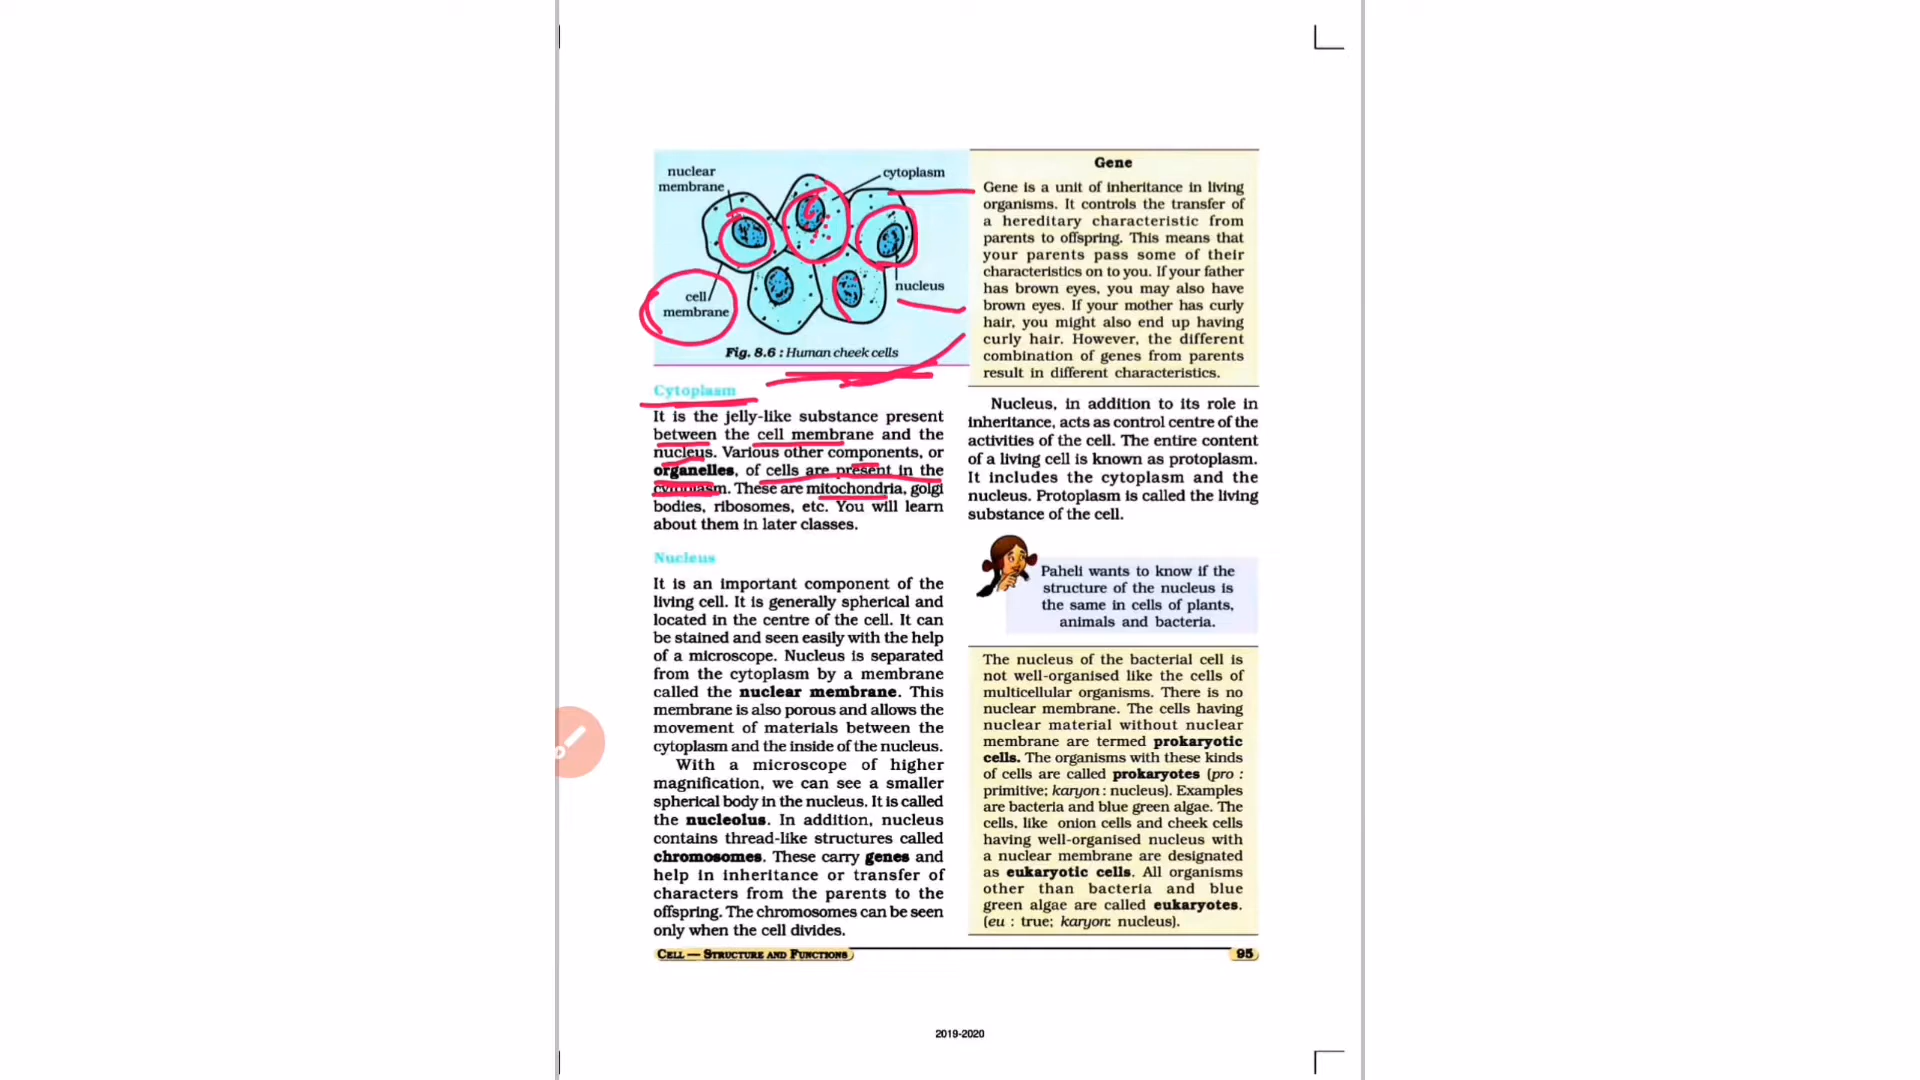 nuclear
membrane
cytoplasm
cell
membrane
nucleus
Fig. 8.6 : Human cheek cells
Cytoplasm
It is the jelly-like substance present
between the cell membrane and the
nucleus. Various other components, or
organelles, of cells are present in the
cytoplasm. These are mitochondria, golgi
bodies, ribosomes, etc. You will learn
about them in later classes.
Nucleus
It is an important component of the
living cell. It is generally spherical and
located in the centre of the cell. It can
be stained and seen easily with the help
of a microscope. Nucleus is separated
from the cytoplasm by a membrane
called the nuclear membrane. This
membrane is also porous and allows the
movement of materials between the
cytoplasm and the inside of the nucleus.
With a microscope of higher
magnification, we can see a smaller
spherical body in the nucleus. It is called
the nucleolus. In addition, nucleus
contains thread-like structures called
chromosomes. These carry genes and
help in inheritance or transfer of
characters from the parents to the
offspring. The chromosomes can be seen
only when the cell divides.
Gene
Gene is a unit of inheritance in living
organisms. It controls the transfer of
a hereditary characteristic from
parents to offspring. This means that
your parents pass some of their
characteristics on to you. If your father
has brown eyes, you may also have
brown eyes. If your mother has curly
hair, you might also end up having
curly hair. However, the different
combination of genes from parents
result in different characteristics.
Nucleus, in addition to its role in
inheritance, acts as control centre of the
activities of the cell. The entire content
of a living cell is known as protoplasm.
It includes the cytoplasm and the
nucleus. Protoplasm is called the living
substance of the cell.
Paheli wants to know if the
structure of the nucleus is
the same in cells of plants,
animals and bacteria.
The nucleus of the bacterial cell is
not well-organised like the cells of
multicellular organisms. There is no
nuclear membrane. The cells having
nuclear material without nuclear
membrane are termed prokaryotic
cells. The organisms with these kinds
of cells are called prokaryotes (pro :
primitive; karyon : nucleus). Examples
are bacteria and blue green algae. The
cells, like onion cells and cheek cells
having well-organised nucleus with
a nuclear membrane are designated
as eukaryotic cells. All organisms
other than bacteria and blue
green algae are called eukaryotes.
(eu : true; karyon: nucleus).
CELL — STRUCTURE AND FUNCTIONS
95
2019-2020